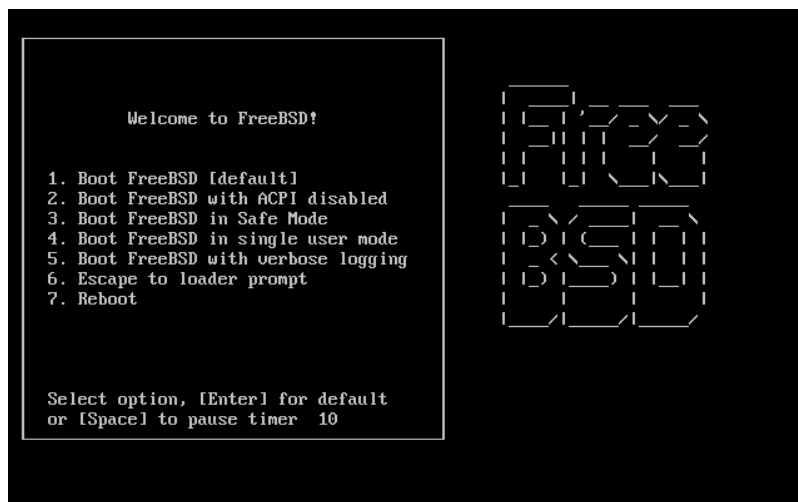 Welcome to FreeBSD!
1. Boot FreeBSD [default]
2. Boot FreeBSD with ACPI disabled
3. Boot FreeBSD in Safe Mode
4. Boot FreeBSD in single user mode
5. Boot FreeBSD with verbose logging
6. Escape to loader prompt
7. Reboot
Select option, [Enter] for default
or [Space] to pause timer  10
Free
BSD